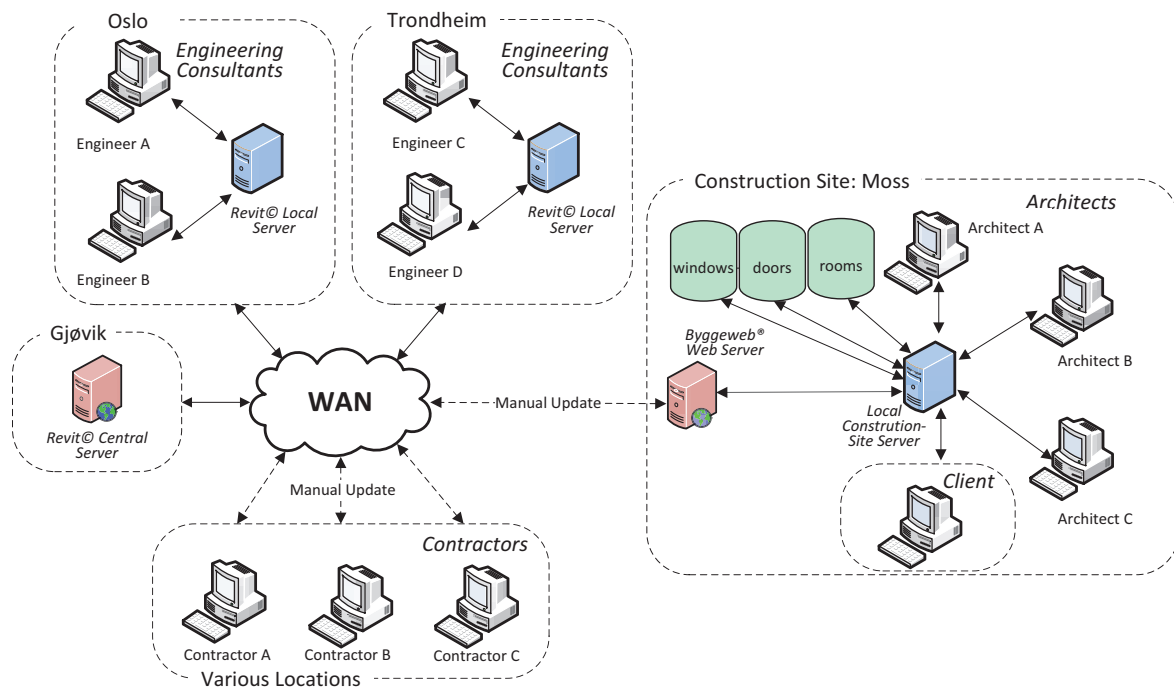 Oslo
Engineering
Consultants
Engineer A
Revit© Local
Server
Engineer B
Trondheim
Engineering
Consultants
Engineer C
Revit© Local
Server
Engineer D
Construction Site: Moss
Architects
Architect A
windows
doors
rooms
Byggeweb®
Web Server
Architect B
Local
Constrution-
Site Server
Client
Architect C
Gjøvik
Revit© Central
Server
WAN
Manual Update
Manual Update
Contractors
Contractor A
Contractor B
Contractor C
Various Locations